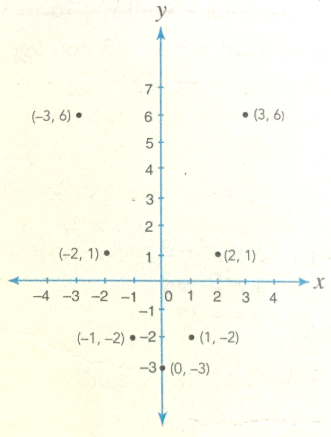 y
7
(–3, 6) 6 (3, 6)
5
4
3
2
(–2, 1) 1 (2, 1)
x
–4 –3 –2 –1 0 1 2 3 4
–1
(–1, –2) –2 (1, –2)
–3 (0, –3)